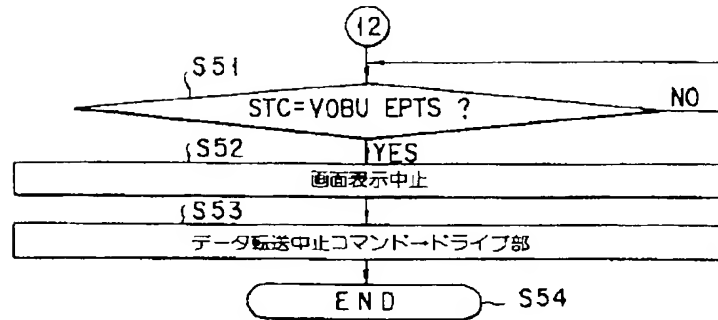 12
S51
STC=VOBU EPTS ?
NO
YES
S52
画面表示中止
S53
データ転送中止コマンド→ドライブ部
END
S54